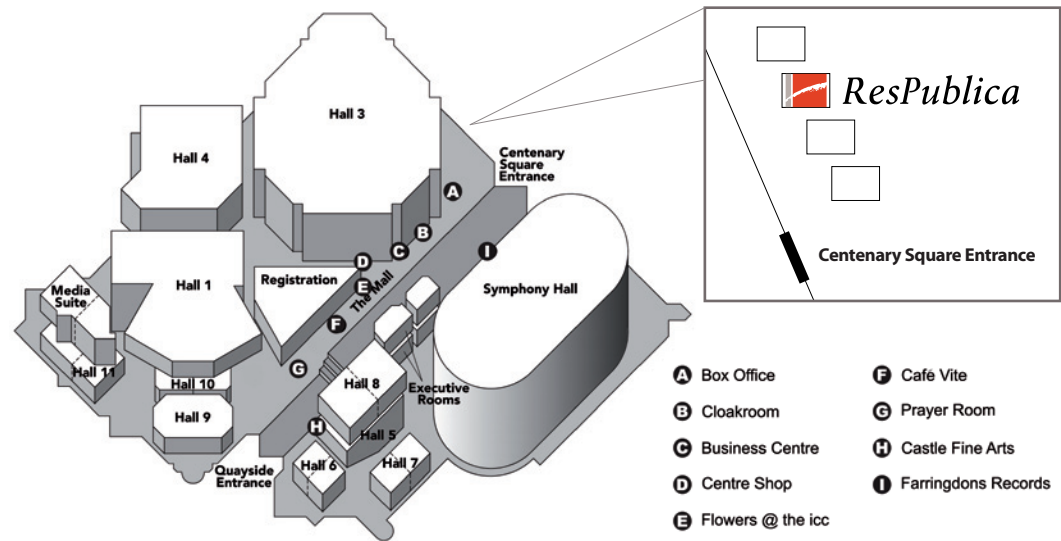 Hall 3
Hall 4
Centenary
Square
Entrance
A
B
C
D
E
I
The Mall
Registration
Symphony Hall
Hall 1
Media
Suite
F
G
Hall 11
Hall 10
Hall 9
Hall 8
Executive
Rooms
H
Hall 5
Hall 6
Hall 7
Quayside
Entrance
ResPublica
Centenary Square Entrance
A Box Office
B Cloakroom
C Business Centre
D Centre Shop
E Flowers @ the icc
F Café Vite
G Prayer Room
H Castle Fine Arts
I Farringdons Records